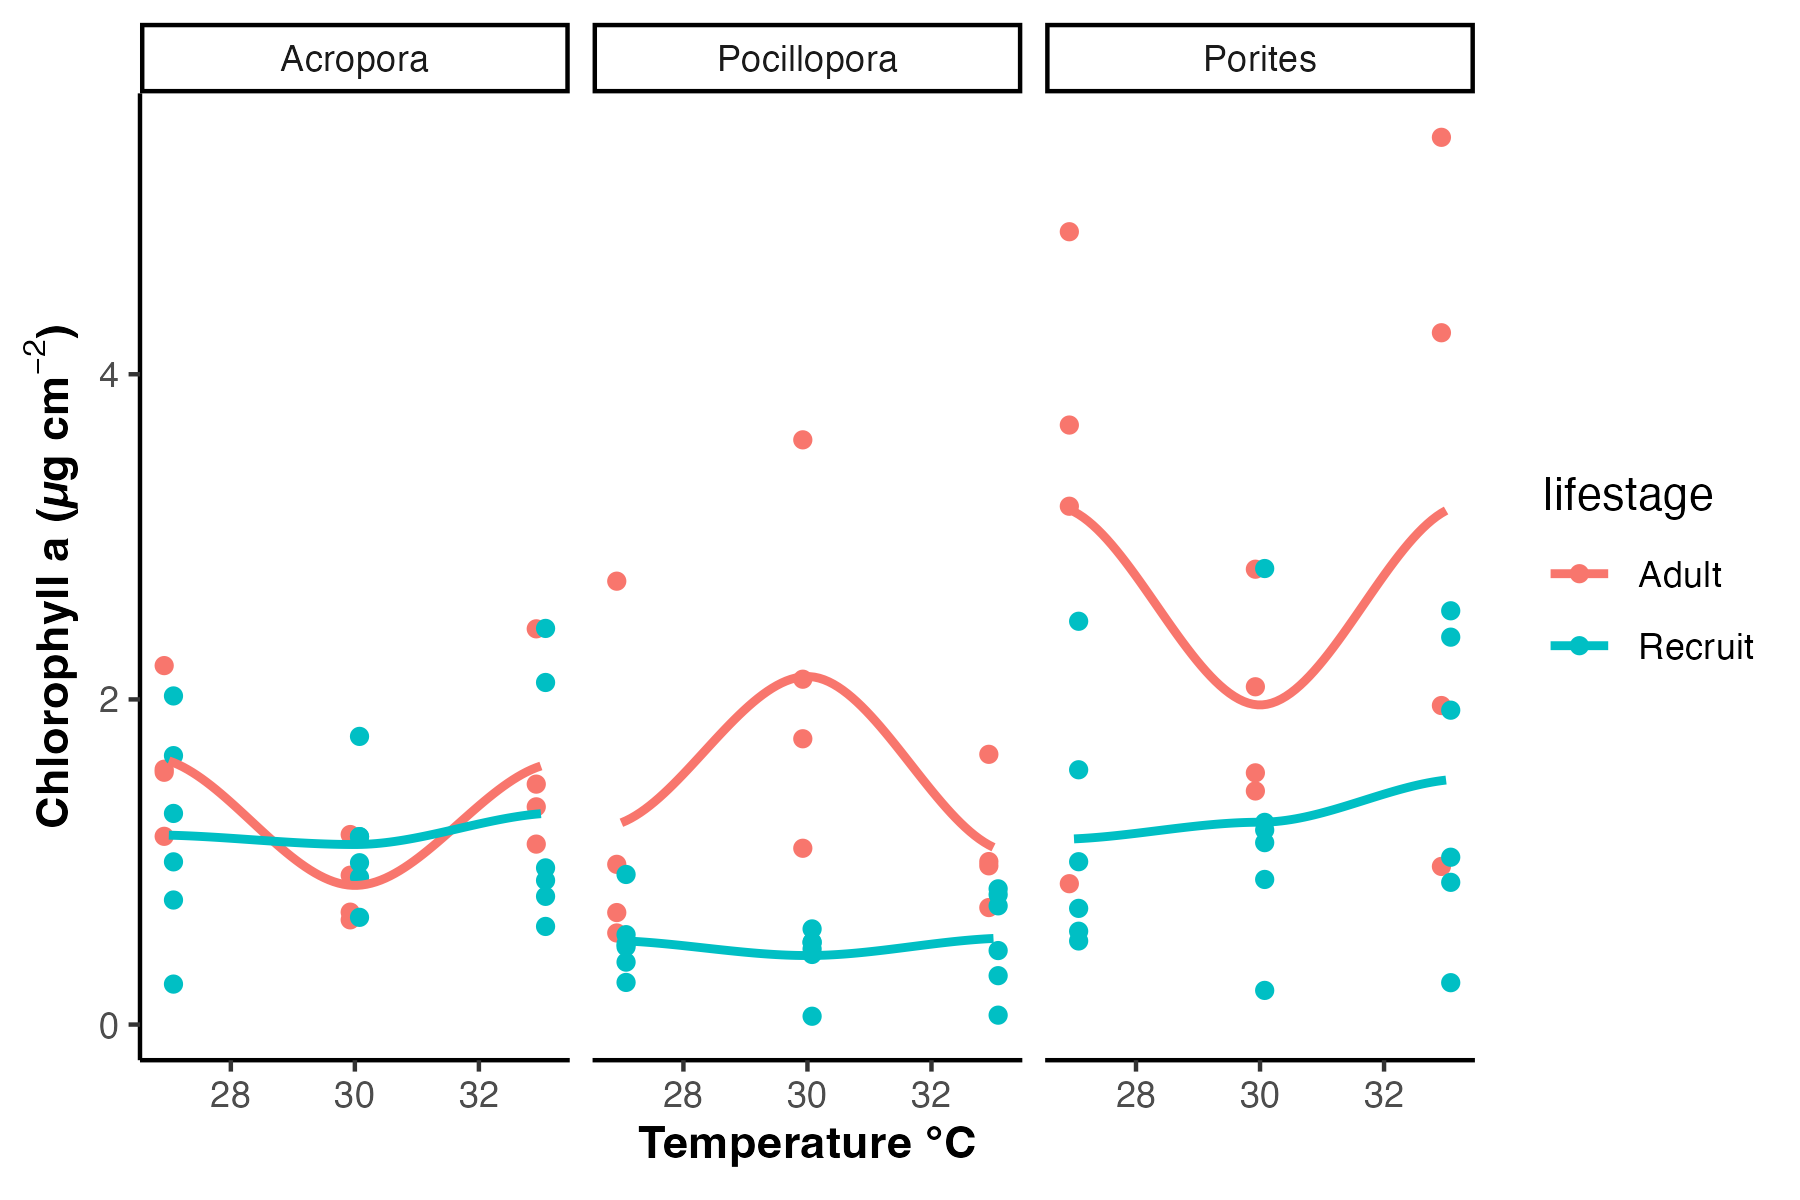 Acropora Pocillopora Porites
Chlorophyll a (µg cm⁻²)
4
2
0
28 30 32 28 30 32 28 30 32
Temperature °C
lifestage
Adult
Recruit